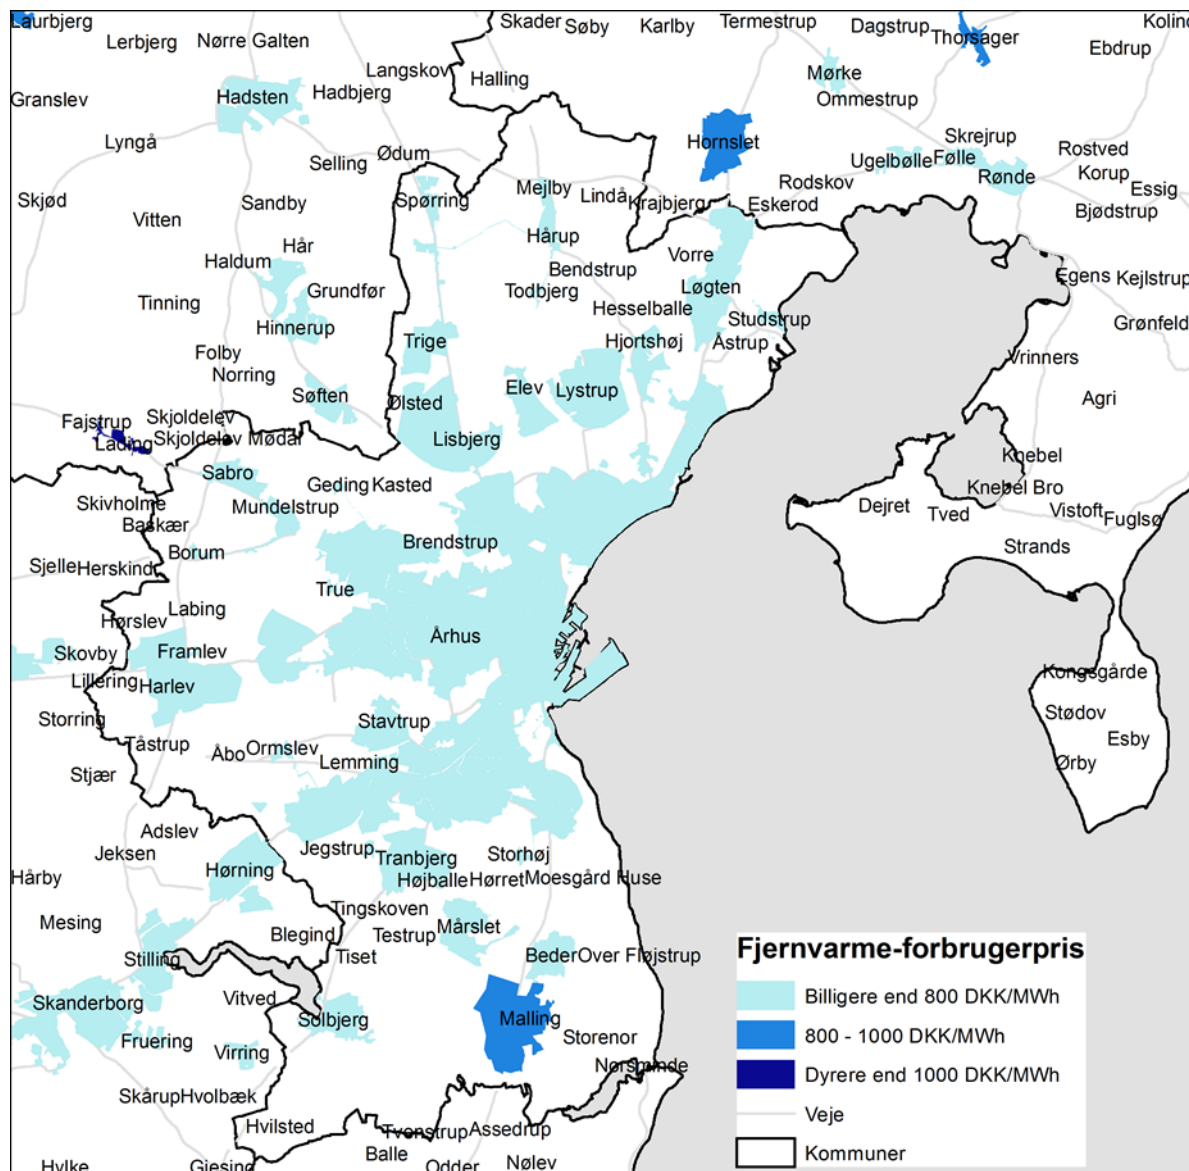 Laurbjerg
Lerbjerg
Nørre Galten
Skader
Søby
Karlby
Termestrup
Dagstrup
Kolind
Thorsager
Ebdrup
Langskov
Halling
Mørke
Granslev
Hadsten
Hadbjerg
Ommestrup
Lyngå
Ødum
Hornslet
Skrejrup
Selling
Ugelbølle
Følle
Rostved
Rønde
Korup
Skjød
Sandby
Spørring
Mejlby
Lindå
Krajbjerg
Rodskov
Eskerod
Essig
Bjødstrup
Vitten
Hår
Hårup
Vorre
Haldum
Bendstrup
Egens
Kejlstrup
Tinning
Grundfør
Todbjerg
Løgten
Hesselballe
Studstrup
Grønfeld
Hinnerup
Trige
Hjortshøj
Åstrup
Folby
Vrinners
Norring
Søften
Ølsted
Elev
Lystrup
Agri
Fajstrup
Skjoldelev
Lading
Skjoldelev Mødal
Lisbjerg
Knebel
Sabro
Geding
Kasted
Knebel Bro
Skivholme
Mundelstrup
Dejret
Tved
Vistoft
Fuglsø
Baskær
Borum
Brendstrup
Strands
Sjelle
Herskind
True
Labing
Hørslev
Århus
Skovby
Framlev
Lillering
Harlev
Kongsgårde
Storring
Stavtrup
Stødov
Tåstrup
Åbo
Ormslev
Lemming
Esby
Stjær
Ørby
Adslev
Jeksen
Jegstrup
Tranbjerg
Storhøj
Hårby
Hørning
Højballe
Hørret
Moesgård Huse
Mesing
Tingskoven
Blegind
Testrup
Mårslet
Stilling
Tiset
Beder
Over Fløjstrup
Skanderborg
Vitved
Solbjerg
Malling
Fruering
Virring
Storenor
Norsminde
Skårup
Hvolbæk
Hvilsted
Tvenstrup
Assedrup
Balle
Hylke
Gjesing
Odder
Nølev
Fjernvarme-forbrugerpris
Billigere end 800 DKK/MWh
800 - 1000 DKK/MWh
Dyrere end 1000 DKK/MWh
Veje
Kommuner